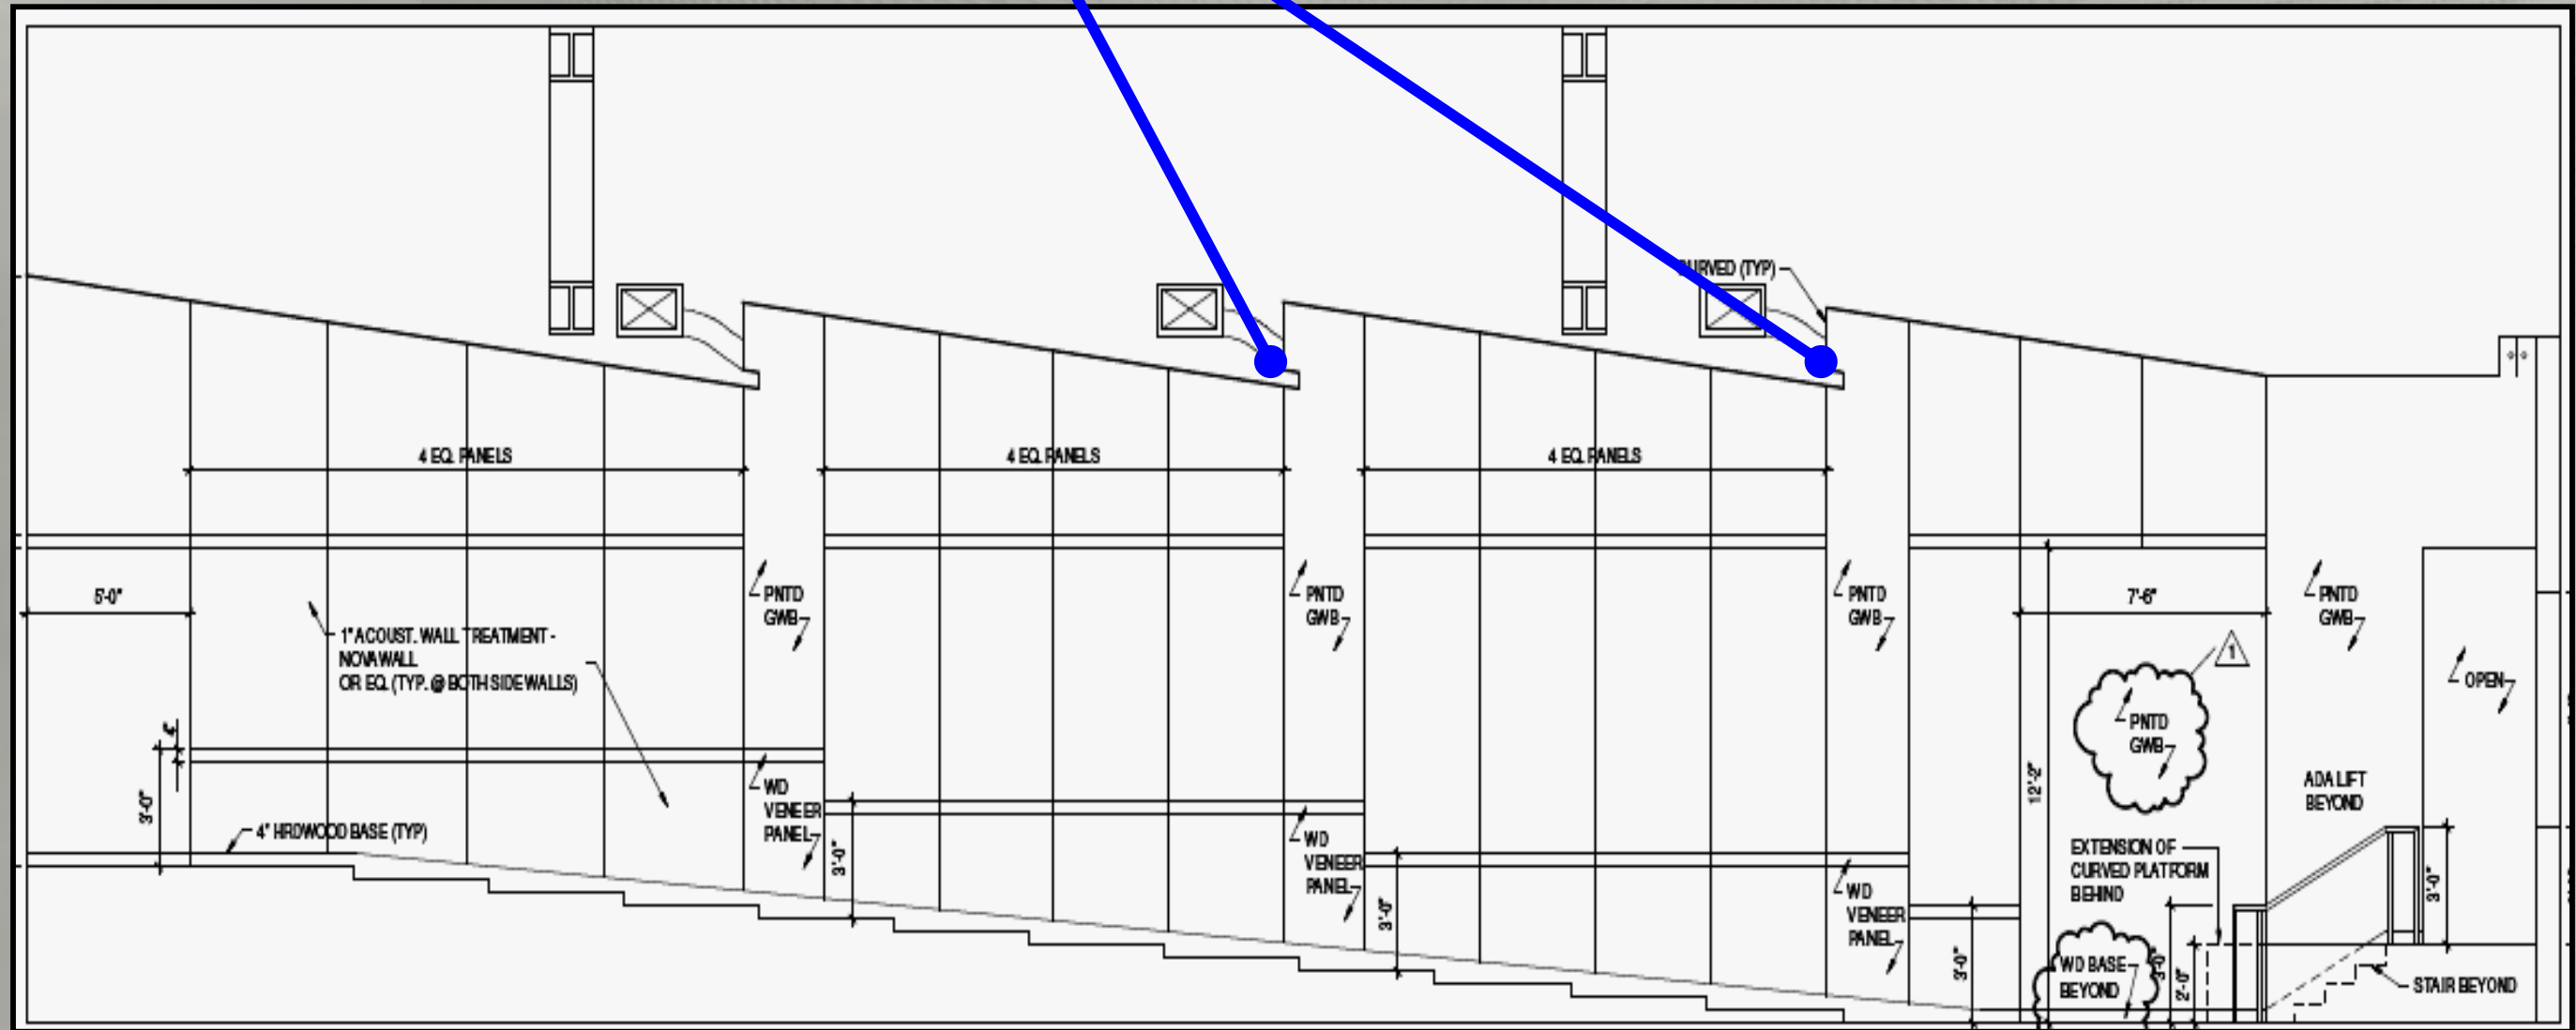 CURVED (TYP)
4 EQ. PANELS
4 EQ. PANELS
4 EQ. PANELS
5'-0"
1" ACOUST. WALL TREATMENT -
NOVAWALL
OR EQ. (TYP. @ BOTH SIDE WALLS)
PNTD
GWB
PNTD
GWB
PNTD
GWB
7'-6"
PNTD
GWB
1
OPEN
PNTD
GWB
4"
3'-0"
4" HRDWOOD BASE (TYP)
WD
VENEER
PANEL
3'-0"
WD
VENEER
PANEL
3'-0"
WD
VENEER
PANEL
3'-0"
12'-2"
ADA LIFT
BEYOND
EXTENSION OF
CURVED PLATFORM
BEHIND
WD BASE
BEYOND
3'-0"
2'-0"
3'-0"
STAIR BEYOND